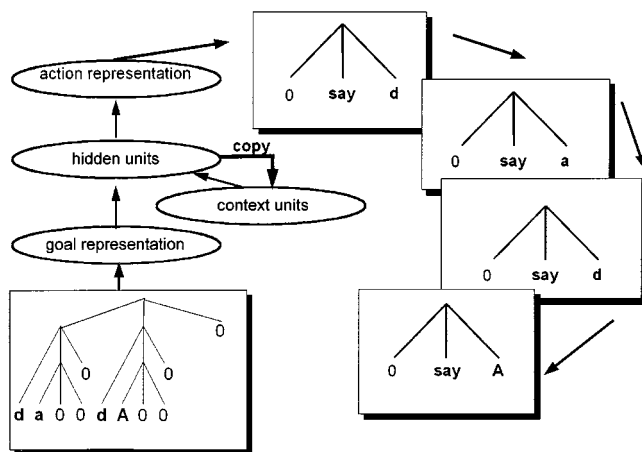 action representation
hidden units
copy
context units
goal representation
0
0 0
d a 0 0 d A 0 0
0 say d
0 say a
0 say d
0 say A